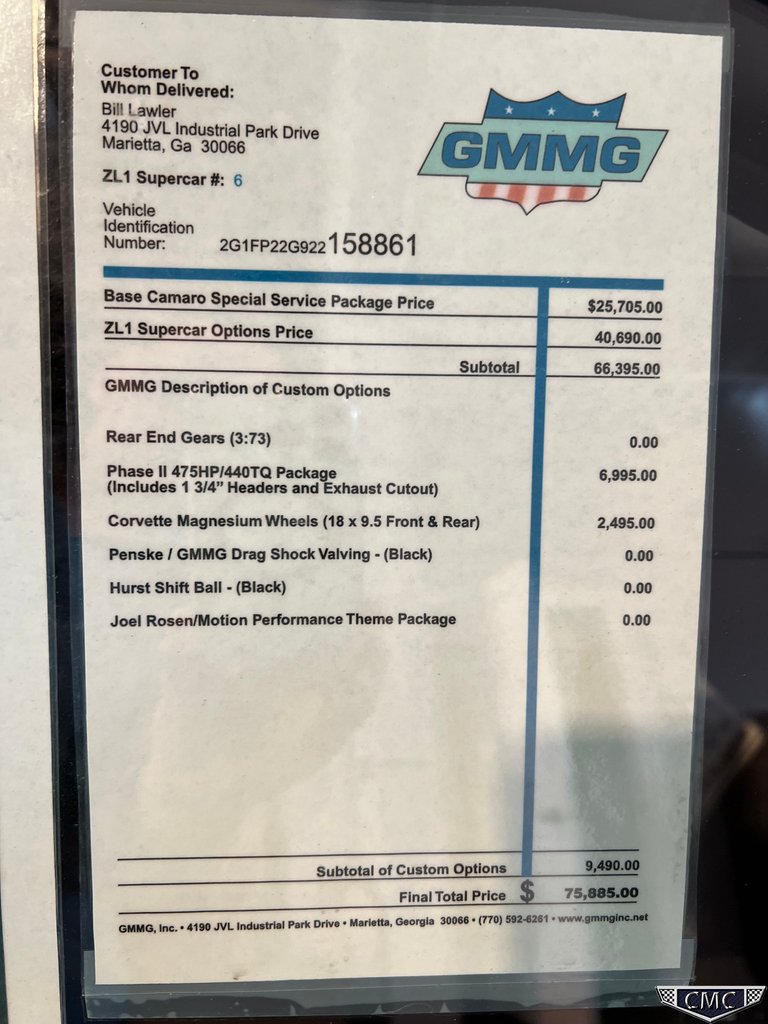 Customer To
Whom Delivered:
Bill Lawler
4190 JVL Industrial Park Drive
Marietta, Ga 30066
GMMG
ZL1 Supercar #: 6
Vehicle
Identification
Number: 2G1FP22G922158861
Base Camaro Special Service Package Price $25,705.00
ZL1 Supercar Options Price 40,690.00
Subtotal 66,395.00
GMMG Description of Custom Options
Rear End Gears (3:73) 0.00
Phase II 475HP/440TQ Package 6,995.00
(Includes 1 3/4" Headers and Exhaust Cutout)
Corvette Magnesium Wheels (18 x 9.5 Front & Rear) 2,495.00
Penske / GMMG Drag Shock Valving - (Black) 0.00
Hurst Shift Ball - (Black) 0.00
Joel Rosen/Motion Performance Theme Package 0.00
Subtotal of Custom Options 9,490.00
Final Total Price $ 75,885.00
GMMG, Inc. • 4190 JVL Industrial Park Drive • Marietta, Georgia 30066 • (770) 592-6261 • www.gmmginc.net
CMC